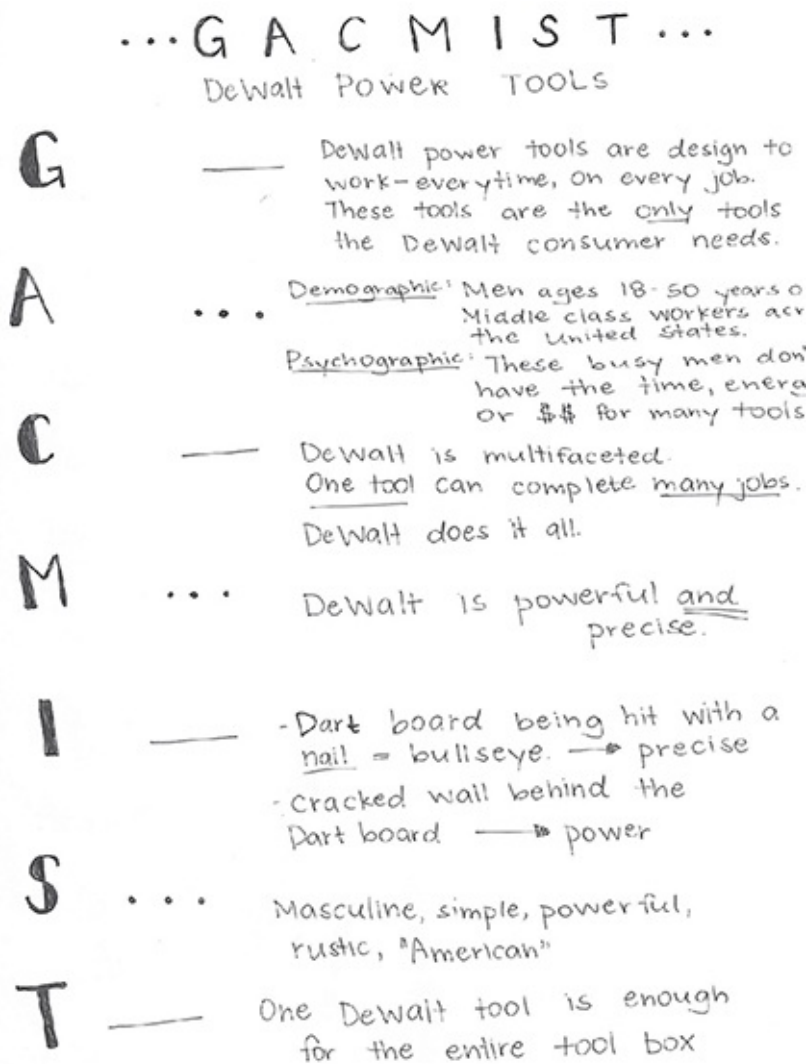 ...G A C M I S T...
DeWalt Power TOOLS
G — DeWalt power tools are design to
work-everytime, on every job.
These tools are the only tools
the DeWalt consumer needs.
A ... Demographic: Men ages 18-50 years
Middle class workers
the United States.
Psychographic: These busy men
have the time,
or $$ for many tools
C — DeWalt is multifaceted.
One tool can complete many jobs.
DeWalt does it all.
M ... DeWalt is powerful and
precise.
I — -Dart board being hit with a
nail = bullseye. → precise
-cracked wall behind the
Dart board → power
S ... Masculine, simple, powerful,
rustic, "American"
T — One DeWalt tool is enough
for the entire tool box